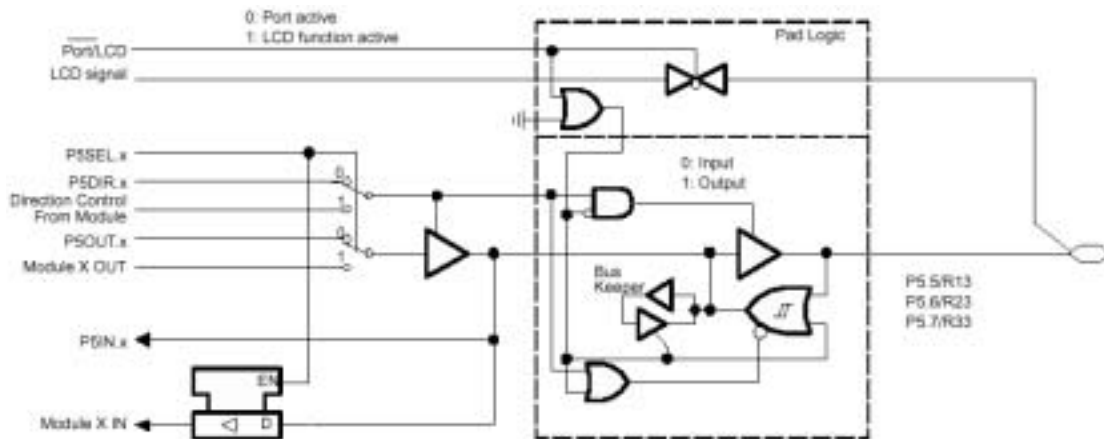 0: Port active
1: LCD function active
Pad Logic
Port/LCD
LCD signal
P5SEL.x
0: Input
1: Output
P5DIR.x
0
Direction Control
From Module
1
P5OUT.x
0
Module X OUT
1
Bus
Keeper
P5.5/R13
P5.6/R23
P5.7/R33
P5IN.x
EN
Module X IN
D